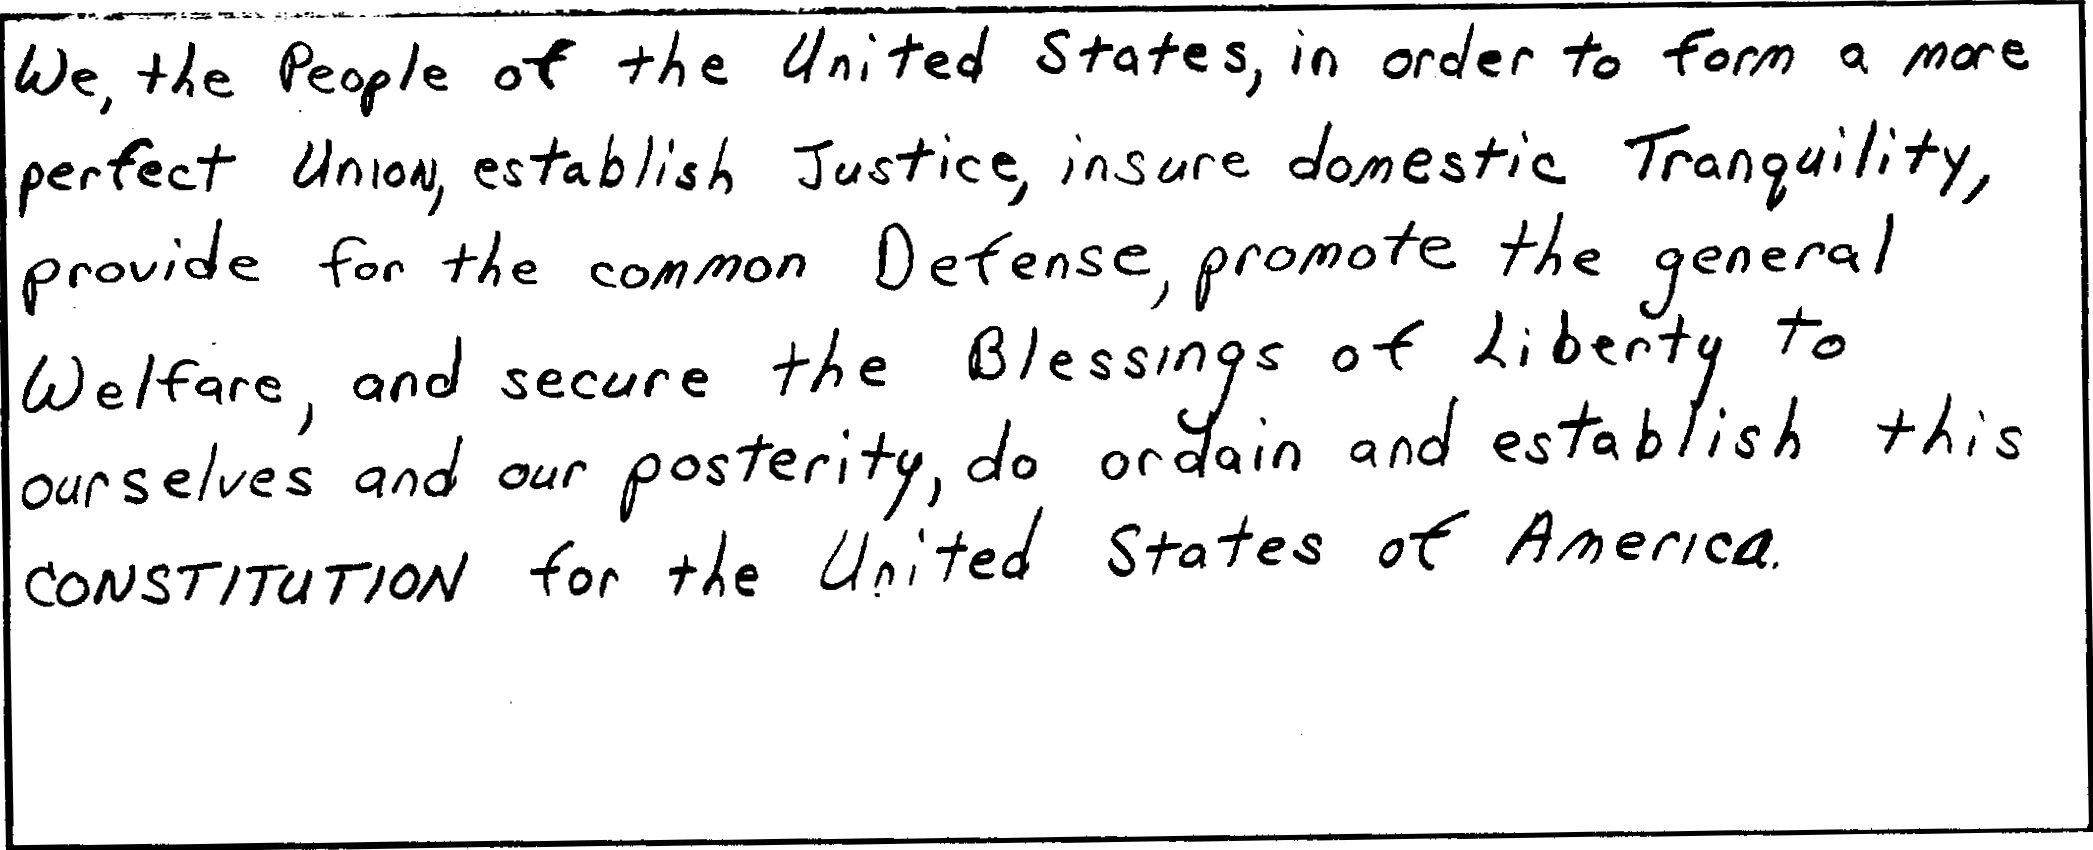 We, the People of the United States, in order to form a more
perfect Union, establish Justice, insure domestic Tranquility,
provide for the common Defense, promote the general
Welfare, and secure the Blessings of Liberty to
ourselves and our posterity, do ordain and establish this
CONSTITUTION for the United States of America.